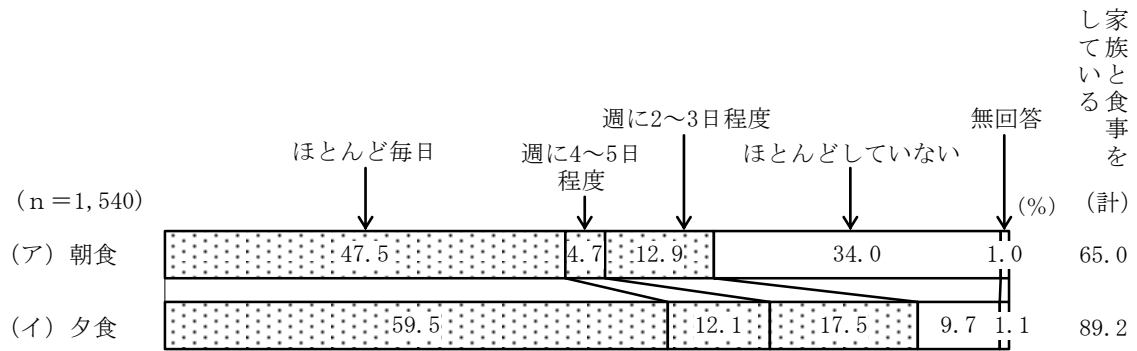 家族と食事を
している
(計)
週に2～3日程度
無回答
ほとんど毎日
週に4～5日
程度
ほとんどしていない
(n=1,540)
(%)
(ア) 朝食 47.5 4.7 12.9 34.0 1.0 65.0
(イ) 夕食 59.5 12.1 17.5 9.7 1.1 89.2